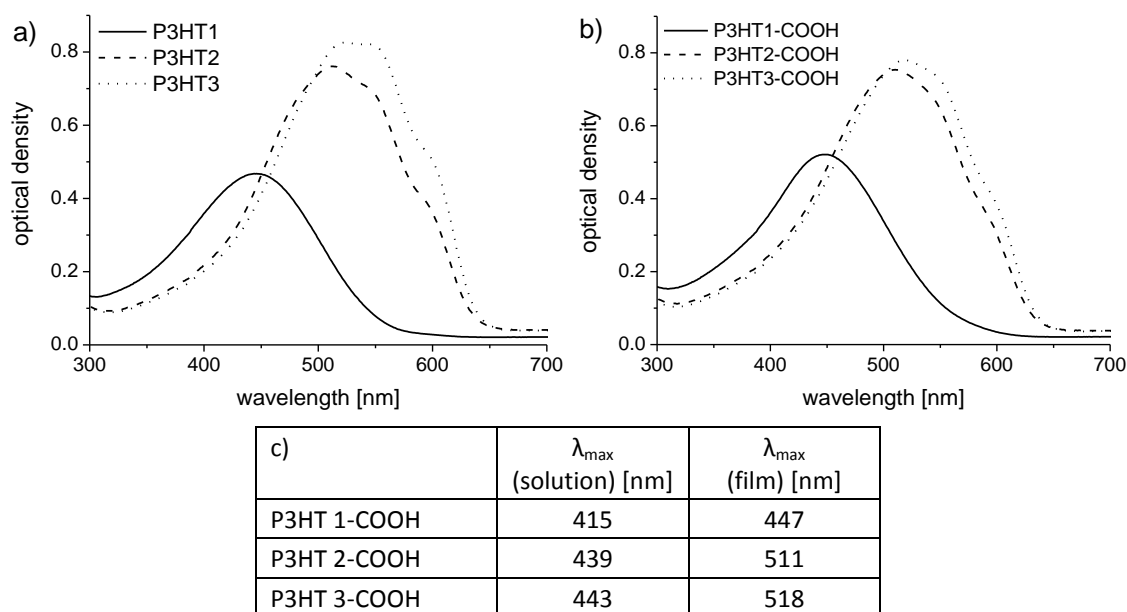 a)
P3HT1
P3HT2
P3HT3
optical density
0.8
0.6
0.4
0.2
0.0
300 400 500 600 700
wavelength [nm]
b)
P3HT1-COOH
P3HT2-COOH
P3HT3-COOH
optical density
0.8
0.6
0.4
0.2
0.0
300 400 500 600 700
wavelength [nm]
c) λmax (solution) [nm] λmax (film) [nm]
P3HT 1-COOH 415 447
P3HT 2-COOH 439 511
P3HT 3-COOH 443 518